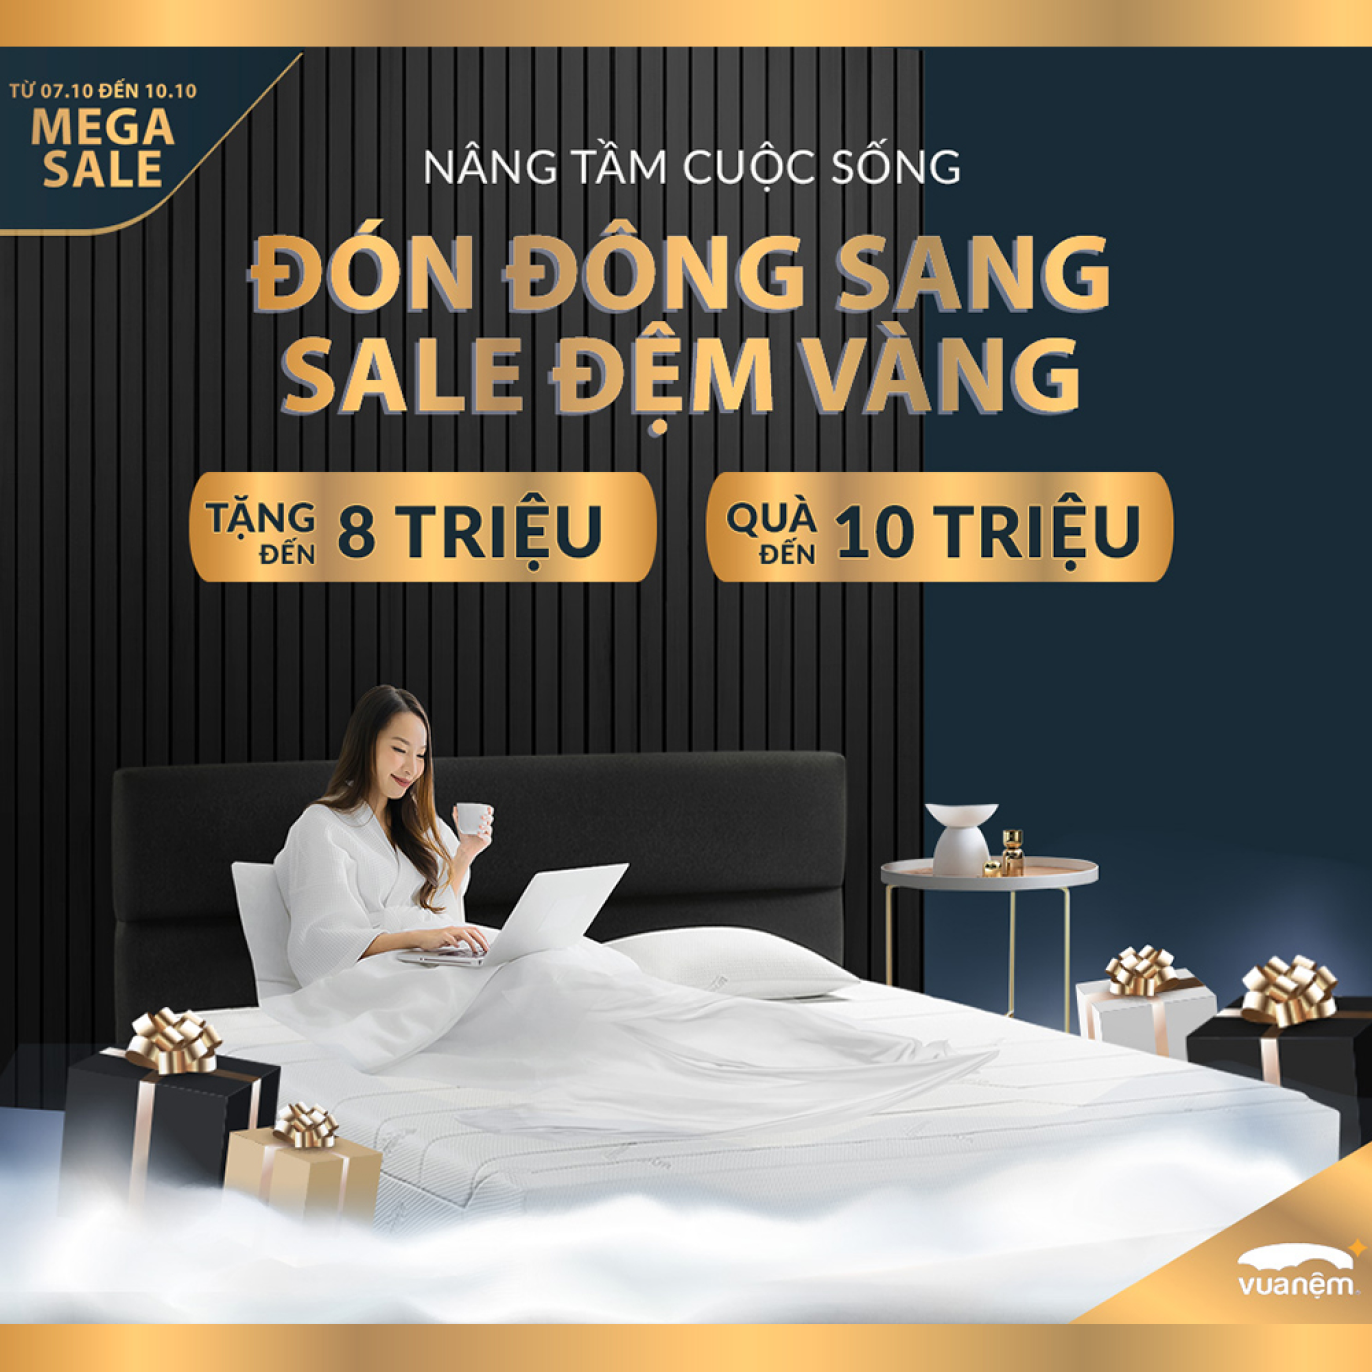 TỪ 07.10 ĐẾN 10.10
MEGA
SALE
NÂNG TẦM CUỘC SỐNG
ĐÓN ĐÔNG SANG
SALE ĐỆM VÀNG
TẶNG ĐẾN 8 TRIỆU
QUÀ ĐẾN 10 TRIỆU
vuanệm